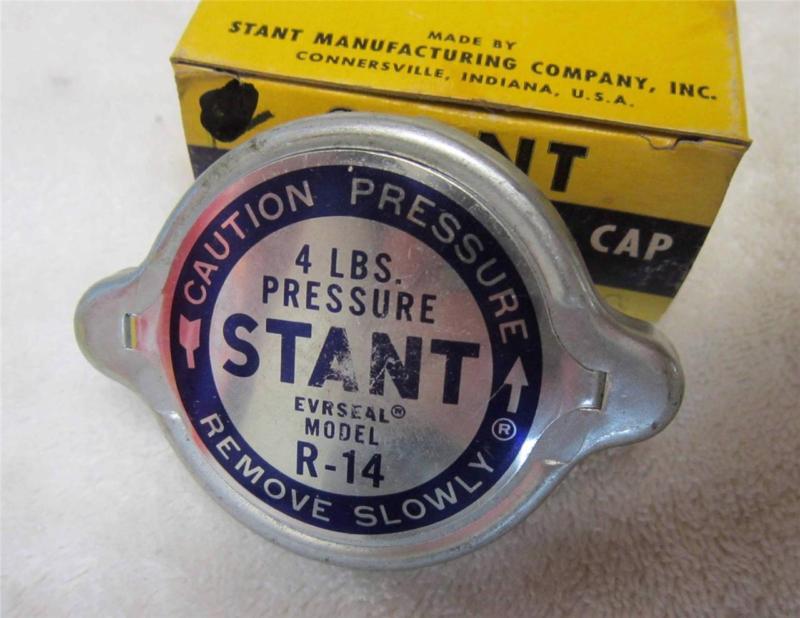 MADE BY
STANT MANUFACTURING COMPANY, INC.
CONNERSVILLE, INDIANA, U.S.A.
CAP
CAUTION PRESSURE
4 LBS.
PRESSURE
STANT
EVRSEAL®
MODEL
R-14
REMOVE SLOWLY ®